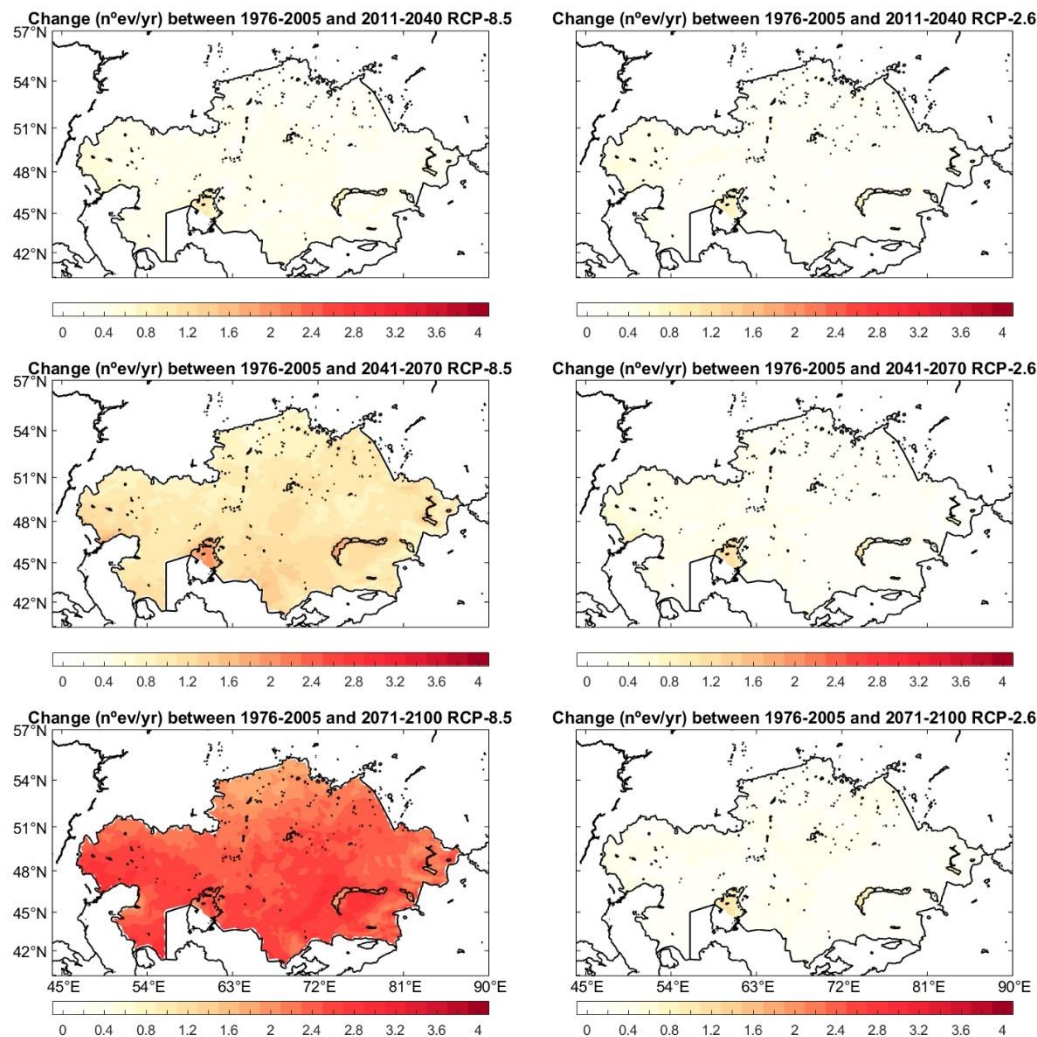 Change (nºev/yr) between 1976-2005 and 2011-2040 RCP-8.5
57°N
54°N
51°N
48°N
45°N
42°N
0 0.4 0.8 1.2 1.6 2 2.4 2.8 3.2 3.6 4
Change (nºev/yr) between 1976-2005 and 2011-2040 RCP-2.6
0 0.4 0.8 1.2 1.6 2 2.4 2.8 3.2 3.6 4
Change (nºev/yr) between 1976-2005 and 2041-2070 RCP-8.5
57°N
54°N
51°N
48°N
45°N
42°N
0 0.4 0.8 1.2 1.6 2 2.4 2.8 3.2 3.6 4
Change (nºev/yr) between 1976-2005 and 2041-2070 RCP-2.6
0 0.4 0.8 1.2 1.6 2 2.4 2.8 3.2 3.6 4
Change (nºev/yr) between 1976-2005 and 2071-2100 RCP-8.5
57°N
54°N
51°N
48°N
45°N
42°N
45°E 54°E 63°E 72°E 81°E 90°E
0 0.4 0.8 1.2 1.6 2 2.4 2.8 3.2 3.6 4
Change (nºev/yr) between 1976-2005 and 2071-2100 RCP-2.6
45°E 54°E 63°E 72°E 81°E 90°E
0 0.4 0.8 1.2 1.6 2 2.4 2.8 3.2 3.6 4